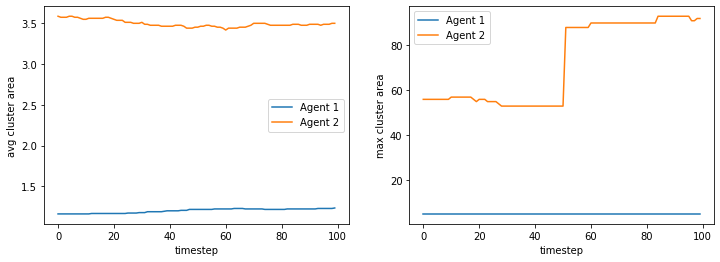 avg cluster area
3.5
3.0
2.5
2.0
1.5
Agent 1
Agent 2
0 20 40 60 80 100
timestep
max cluster area
80
60
40
20
Agent 1
Agent 2
0 20 40 60 80 100
timestep